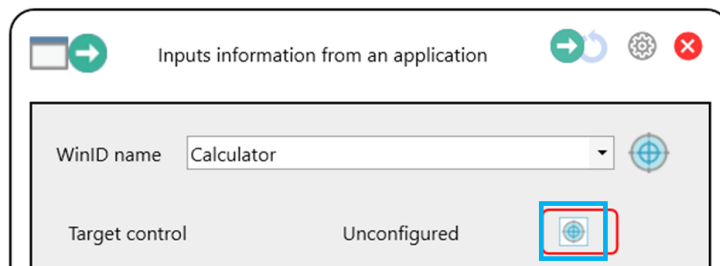 Inputs information from an application
WinID name Calculator
Target control Unconfigured